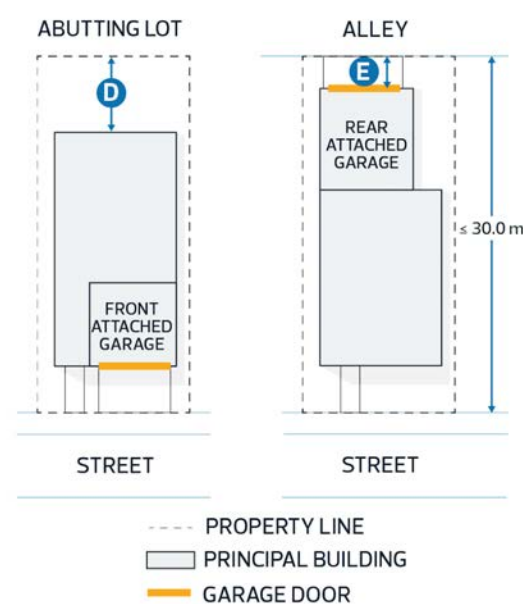 ABUTTING LOT
D
FRONT
ATTACHED
GARAGE
STREET
ALLEY
E
REAR
ATTACHED
GARAGE
≤ 30.0 m
STREET
PROPERTY LINE
PRINCIPAL BUILDING
GARAGE DOOR